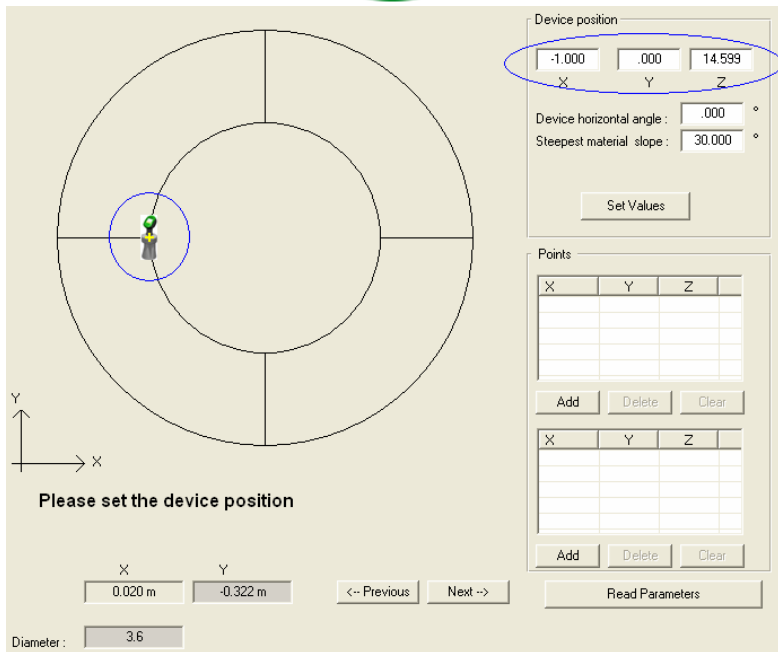 Device position
-1.000 .000 14.599
X Y Z
Device horizontal angle : .000 °
Steepest material slope : 30.000 °
Set Values
Points
X Y Z
Add Delete Clear
X Y Z
Add Delete Clear
Read Parameters
Y
X
Please set the device position
X Y
0.020 m -0.322 m
<-- Previous Next -->
Diameter : 3.6